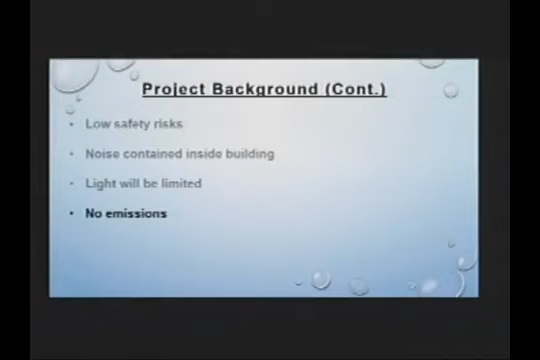 Project Background (Cont.)
• Low safety risks
• Noise contained inside building
• Light will be limited
• No emissions